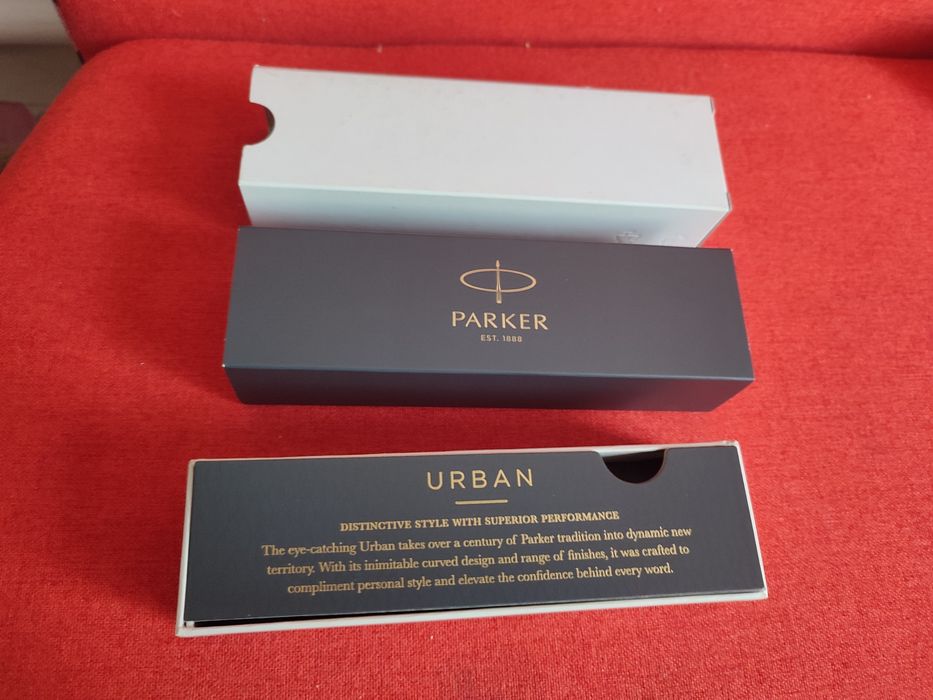 PARKER
EST. 1888
URBAN
DISTINCTIVE STYLE WITH SUPERIOR PERFORMANCE
The eye-catching Urban takes over a century of Parker tradition into dynamic new
territory. With its inimitable curved design and range of finishes, it was crafted to
compliment personal style and elevate the confidence behind every word.